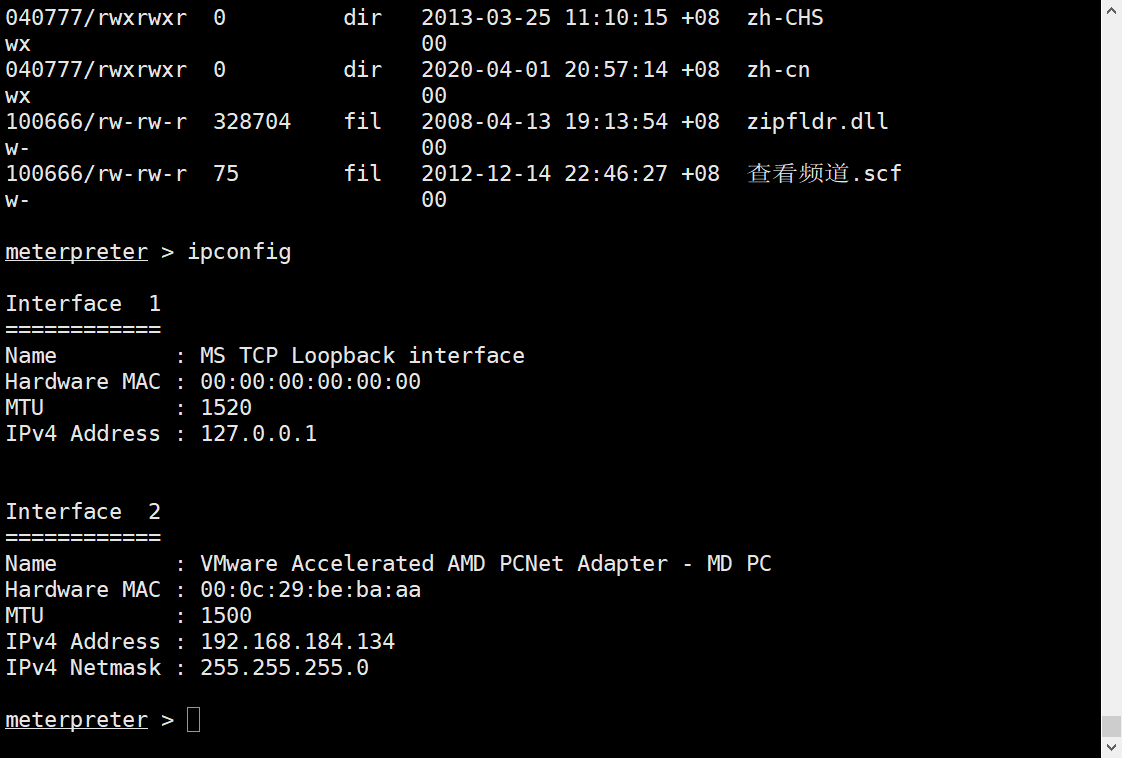 040777/rwxrwxr  0         dir   2013-03-25 11:10:15 +08  zh-CHS
wx                              00
040777/rwxrwxr  0         dir   2020-04-01 20:57:14 +08  zh-cn
wx                              00
100666/rw-rw-r  328704    fil   2008-04-13 19:13:54 +08  zipfldr.dll
w-                              00
100666/rw-rw-r  75        fil   2012-12-14 22:46:27 +08  查看频道.scf
w-                              00
meterpreter > ipconfig
Interface  1
============
Name         : MS TCP Loopback interface
Hardware MAC : 00:00:00:00:00:00
MTU          : 1520
IPv4 Address : 127.0.0.1
Interface  2
============
Name         : VMware Accelerated AMD PCNet Adapter - MD PC
Hardware MAC : 00:0c:29:be:ba:aa
MTU          : 1500
IPv4 Address : 192.168.184.134
IPv4 Netmask : 255.255.255.0
meterpreter >